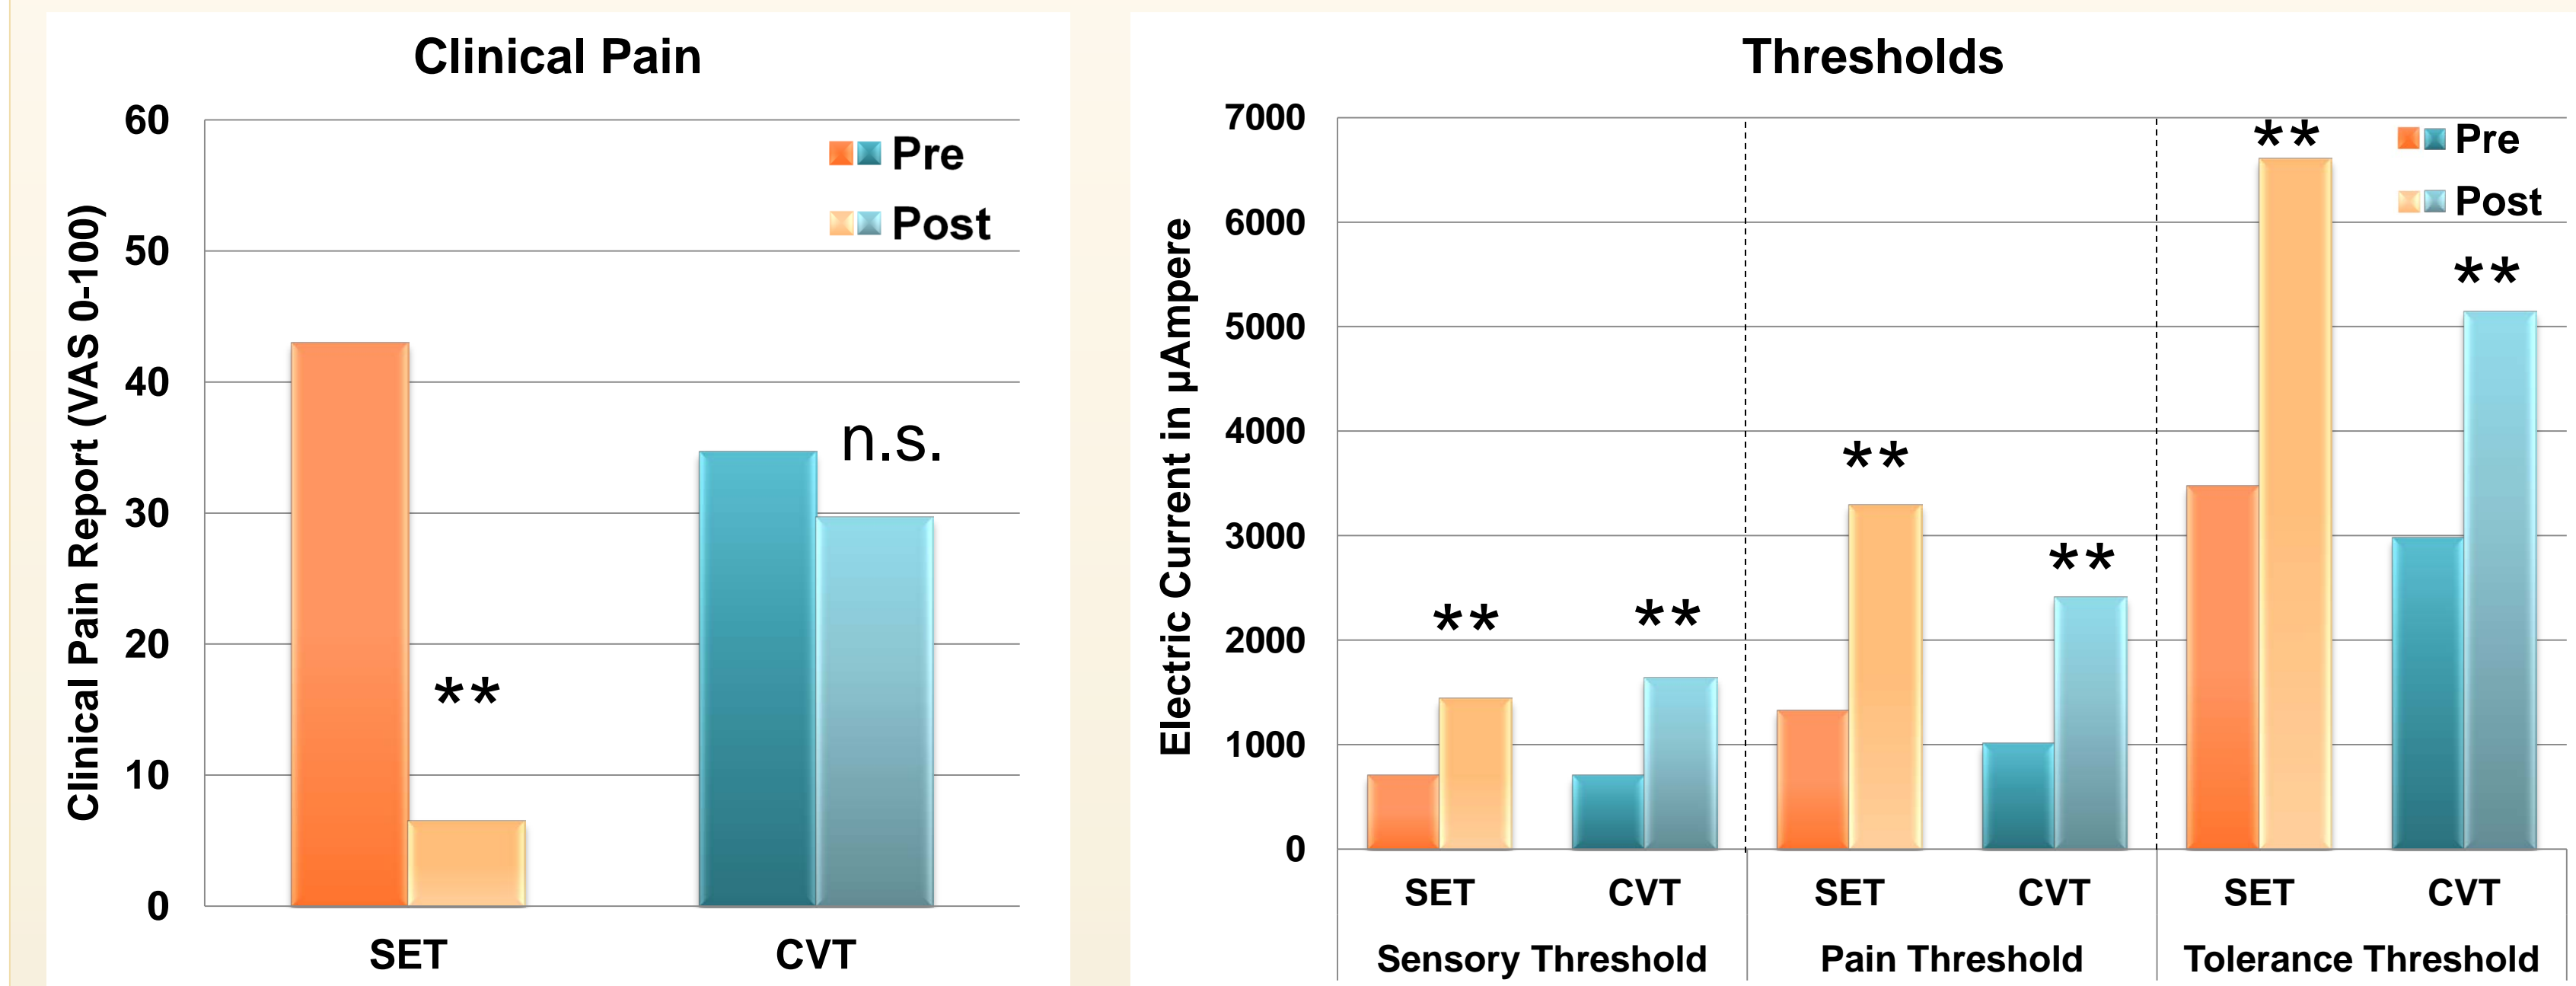 Clinical Pain
Clinical Pain Report (VAS 0-100)
60
50
40
30
20
10
0
Pre
Post
**
n.s.
SET
CVT
Thresholds
Electric Current in µAmpere
7000
6000
5000
4000
3000
2000
1000
0
Pre
Post
**
**
**
**
**
**
SET
CVT
SET
CVT
SET
CVT
Sensory Threshold
Pain Threshold
Tolerance Threshold